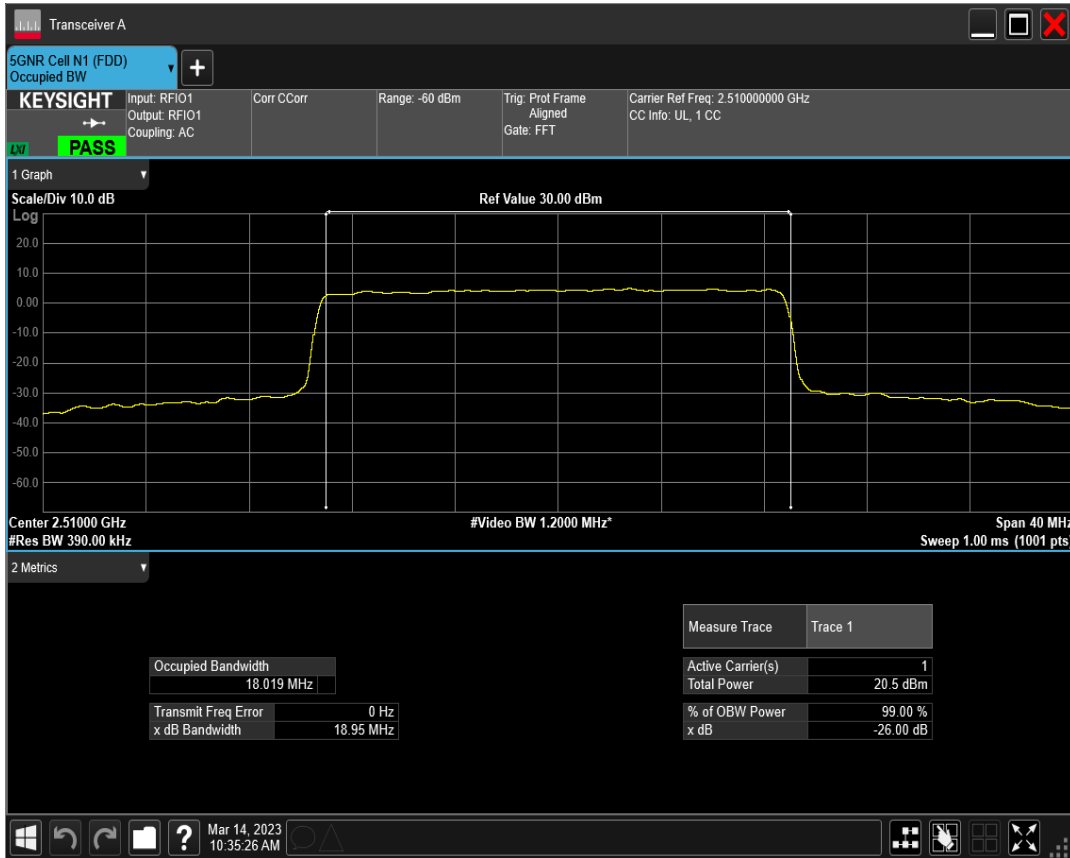 Transceiver A
5GNR Cell N1 (FDD)
Occupied BW
+
KEYSIGHT
LXI
PASS
Input: RFIO1
Output: RFIO1
Coupling: AC
Corr CCorr
Range: -60 dBm
Trig: Prot Frame
Aligned
Gate: FFT
Carrier Ref Freq: 2.510000000 GHz
CC Info: UL, 1 CC
1 Graph
Scale/Div 10.0 dB
Ref Value 30.00 dBm
Log
20.0
10.0
0.00
-10.0
-20.0
-30.0
-40.0
-50.0
-60.0
Center 2.51000 GHz
#Video BW 1.2000 MHz*
Span 40 MHz
#Res BW 390.00 kHz
Sweep 1.00 ms (1001 pts)
2 Metrics
Measure Trace Trace 1
Occupied Bandwidth
18.019 MHz
Active Carrier(s) 1
Total Power 20.5 dBm
Transmit Freq Error 0 Hz
x dB Bandwidth 18.95 MHz
% of OBW Power 99.00 %
x dB -26.00 dB
?
Mar 14, 2023
10:35:26 AM